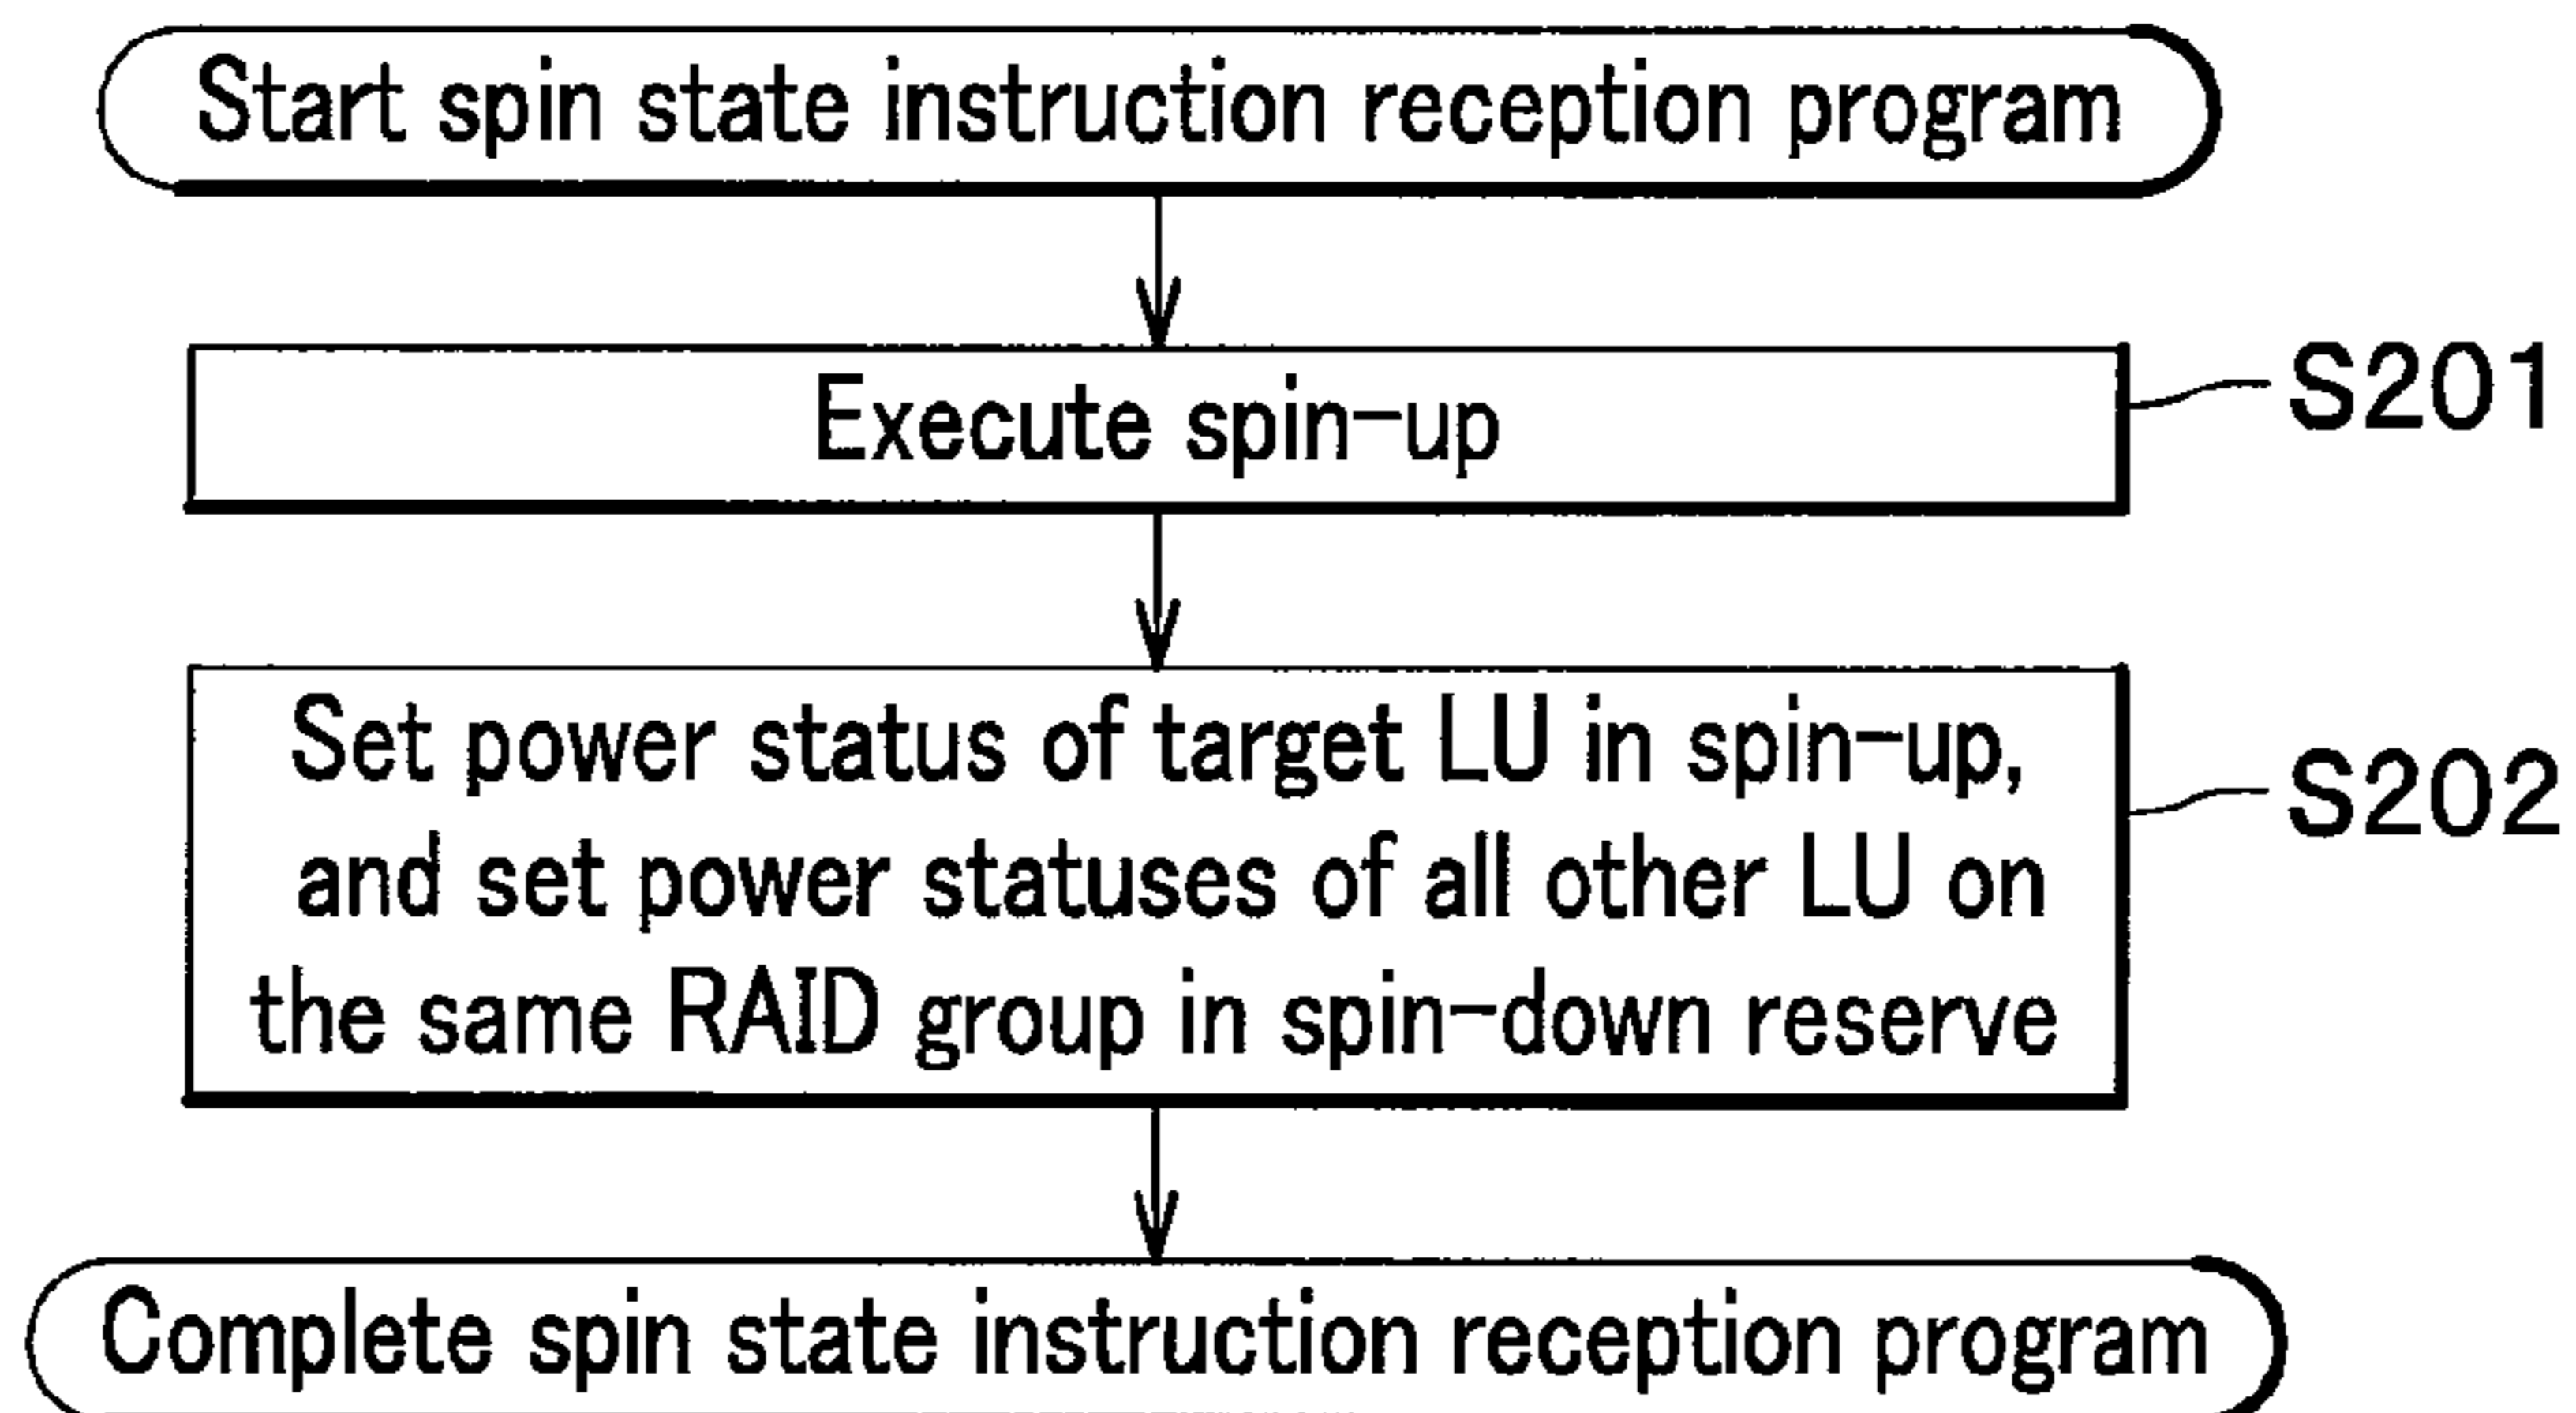 Start spin state instruction reception program
Execute spin-up
S201
Set power status of target LU in spin-up,
and set power statuses of all other LU on
the same RAID group in spin-down reserve
S202
Complete spin state instruction reception program